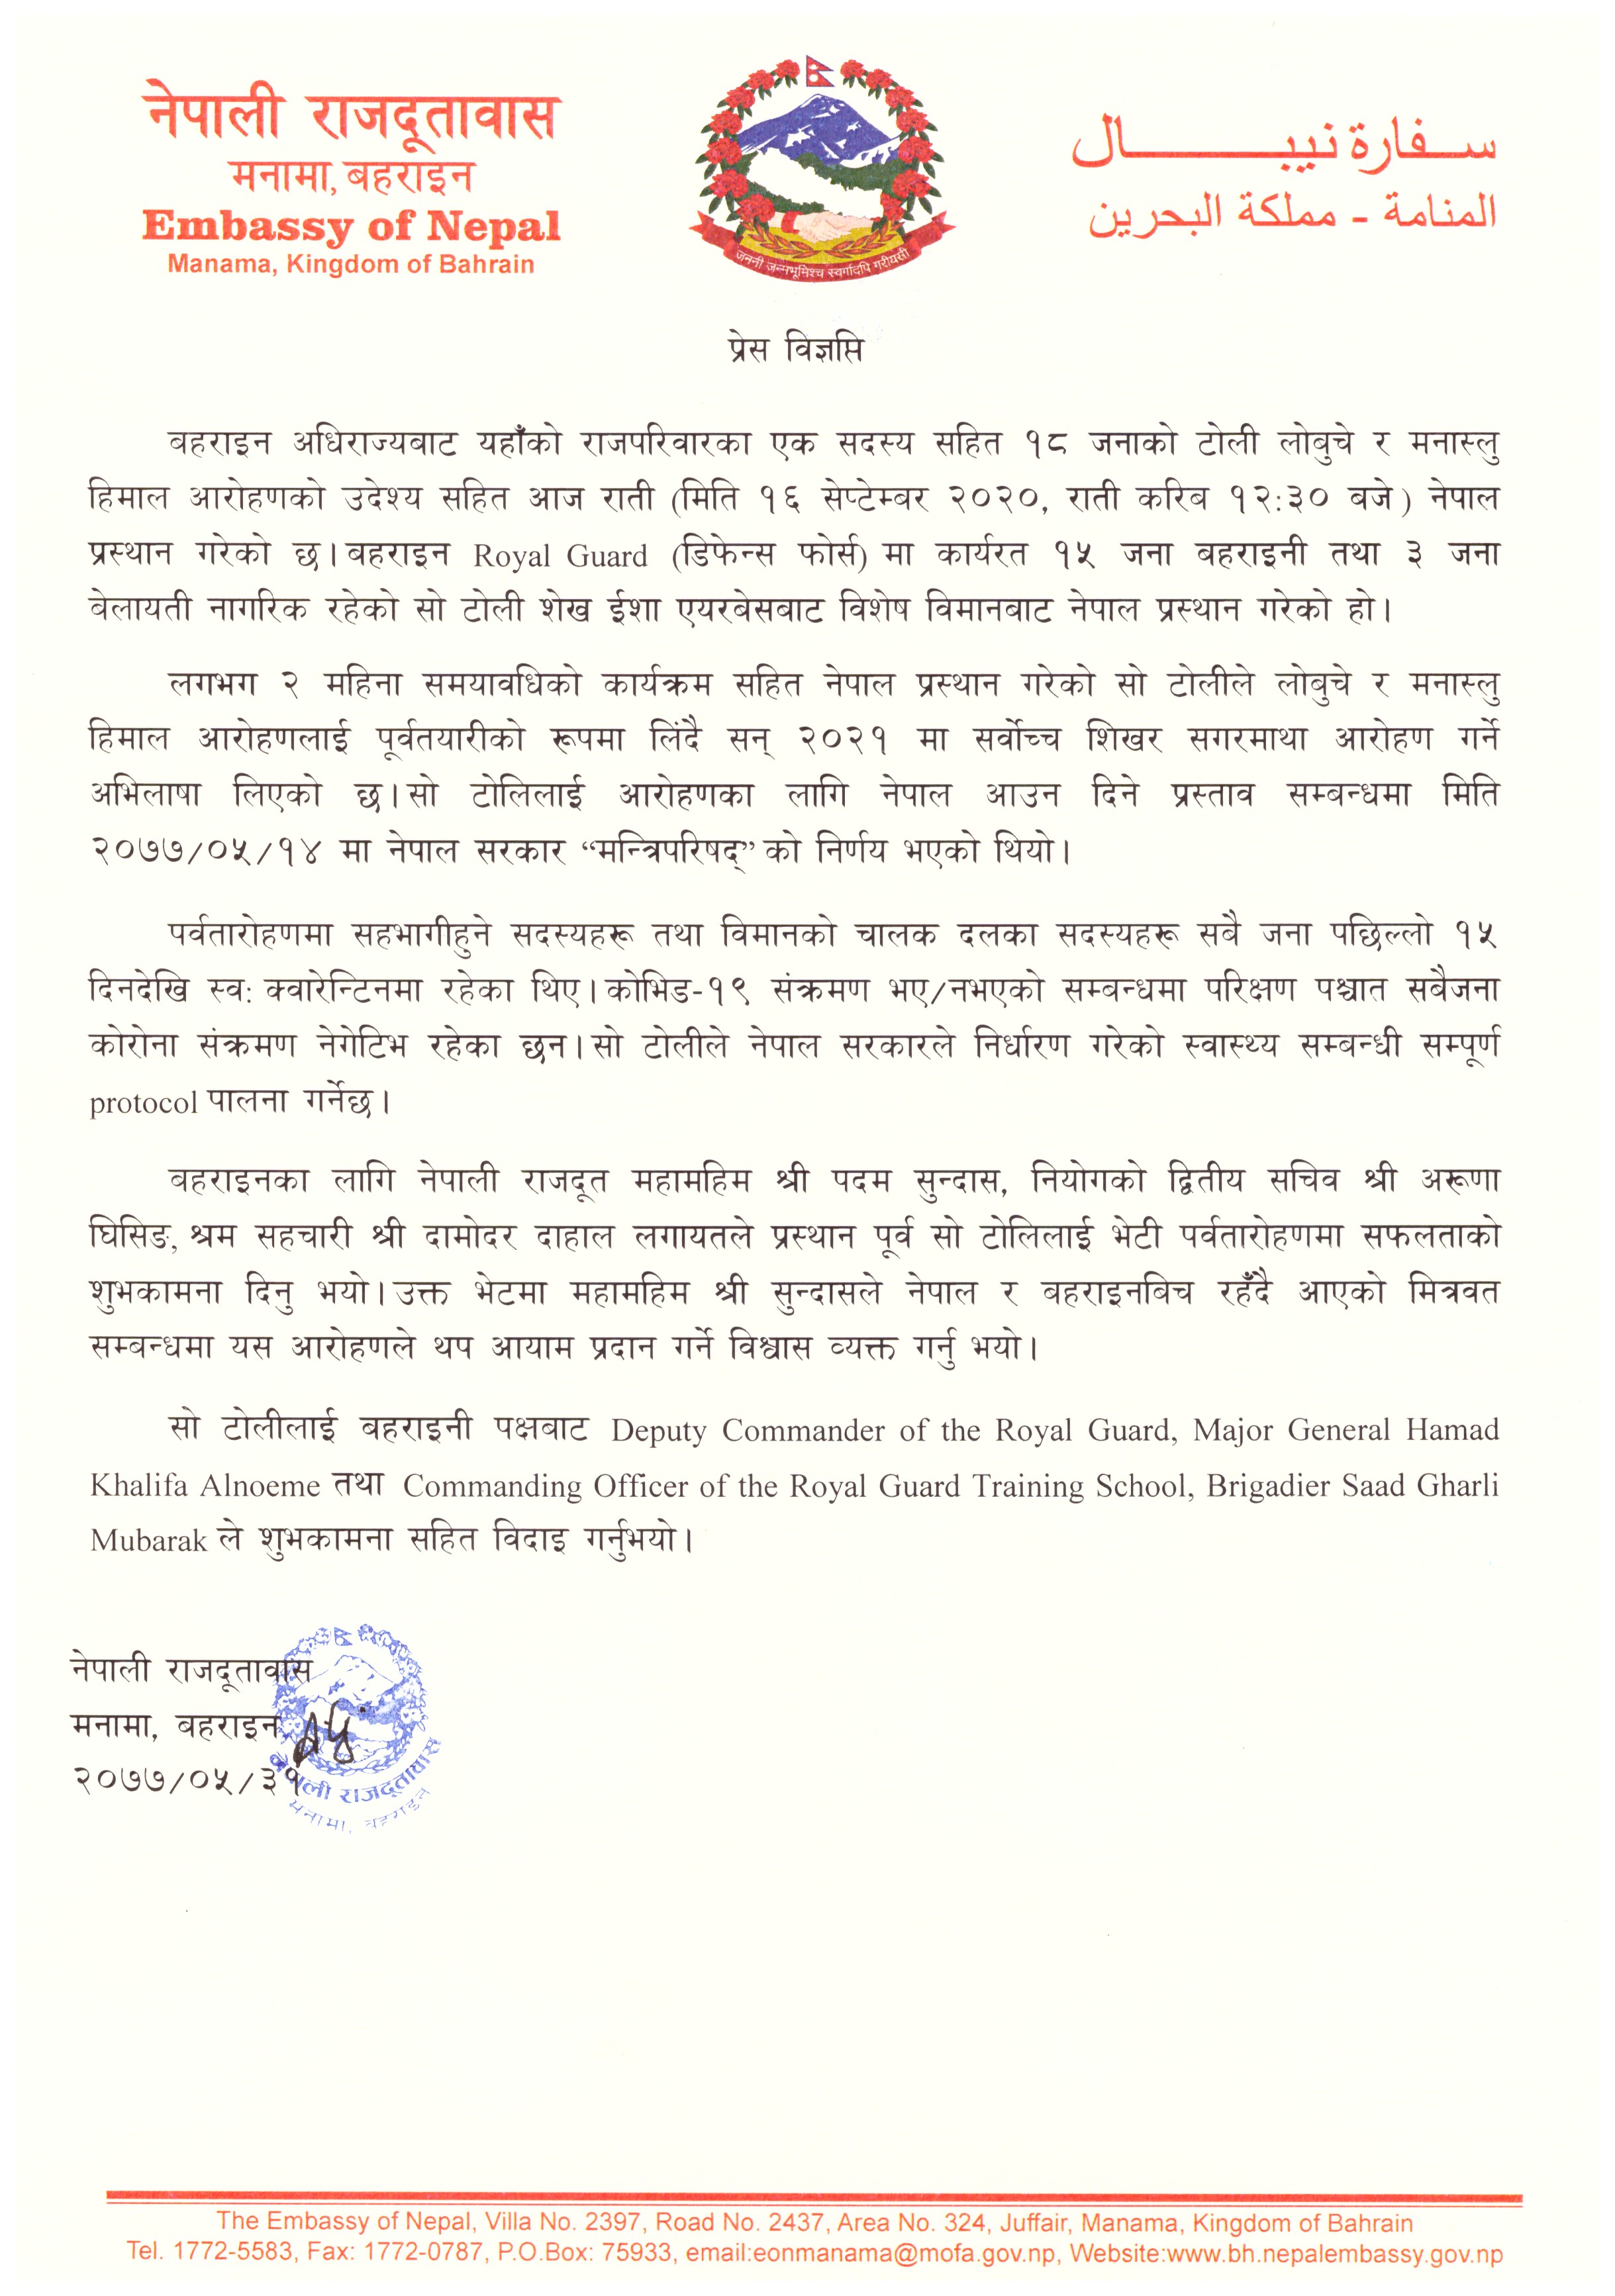 नेपाली राजदूतावास
मनामा, बहराइन
Embassy of Nepal
Manama, Kingdom of Bahrain
जननी जन्मभूमिश्च स्वर्गादपि गरीयसी
سفارة نيبال
المنامة - مملكة البحرين
प्रेस विज्ञप्ति
बहराइन अधिराज्यबाट यहाँको राजपरिवारका एक सदस्य सहित १८ जनाको टोली लोबुचे र मनास्लु
हिमाल आरोहणको उदेश्य सहित आज राती (मिति १६ सेप्टेम्बर २०२०, राती करिब १२:३० बजे) नेपाल
प्रस्थान गरेको छ। बहराइन Royal Guard (डिफेन्स फोर्स) मा कार्यरत १५ जना बहराइनी तथा ३ जना
बेलायती नागरिक रहेको सो टोली शेख ईशा एयरबेसबाट विशेष विमानबाट नेपाल प्रस्थान गरेको हो।
लगभग २ महिना समयावधिको कार्यक्रम सहित नेपाल प्रस्थान गरेको सो टोलीले लोबुचे र मनास्लु
हिमाल आरोहणलाई पूर्वतयारीको रूपमा लिंदै सन् २०२१ मा सर्वोच्च शिखर सगरमाथा आरोहण गर्ने
अभिलाषा लिएको छ। सो टोलिलाई आरोहणका लागि नेपाल आउन दिने प्रस्ताव सम्बन्धमा मिति
२०७७/०५/१४ मा नेपाल सरकार “मन्त्रिपरिषद्” को निर्णय भएको थियो।
पर्वतारोहणमा सहभागीहुने सदस्यहरू तथा विमानको चालक दलका सदस्यहरू सबै जना पछिल्लो १५
दिनदेखि स्व: क्वारेन्टिनमा रहेका थिए। कोभिड-१९ संक्रमण भए/नभएको सम्बन्धमा परिक्षण पश्चात सबैजना
कोरोना संक्रमण नेगेटिभ रहेका छन। सो टोलीले नेपाल सरकारले निर्धारण गरेको स्वास्थ्य सम्बन्धी सम्पूर्ण
protocol पालना गर्नेछ।
बहराइनका लागि नेपाली राजदूत महामहिम श्री पदम सुन्दास, नियोगको द्वितीय सचिव श्री अरूणा
घिसिङ, श्रम सहचारी श्री दामोदर दाहाल लगायतले प्रस्थान पूर्व सो टोलिलाई भेटी पर्वतारोहणमा सफलताको
शुभकामना दिनु भयो। उक्त भेटमा महामहिम श्री सुन्दासले नेपाल र बहराइनबिच रहँदै आएको मित्रवत
सम्बन्धमा यस आरोहणले थप आयाम प्रदान गर्ने विश्वास व्यक्त गर्नु भयो।
सो टोलीलाई बहराइनी पक्षबाट Deputy Commander of the Royal Guard, Major General Hamad
Khalifa Alnoeme तथा Commanding Officer of the Royal Guard Training School, Brigadier Saad Gharli
Mubarak ले शुभकामना सहित विदाइ गर्नुभयो।
नेपाली राजदूतावास
मनामा, बहराइन
२०७७/०५/३१
नेपाली राजदूतावास
मनामा, बहराइन
The Embassy of Nepal, Villa No. 2397, Road No. 2437, Area No. 324, Juffair, Manama, Kingdom of Bahrain
Tel. 1772-5583, Fax: 1772-0787, P.O.Box: 75933, email:eonmanama@mofa.gov.np, Website:www.bh.nepalembassy.gov.np